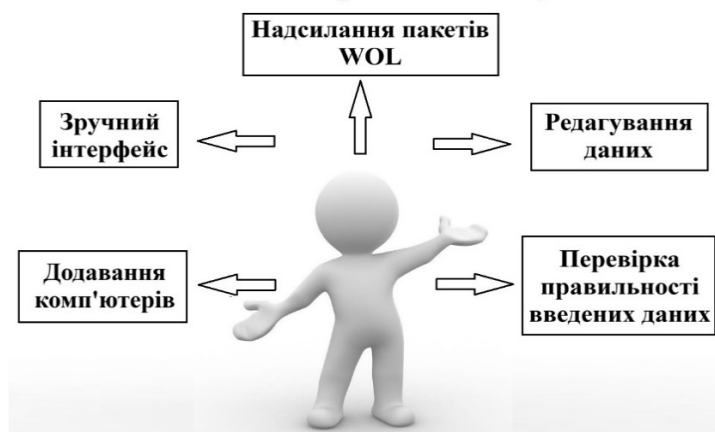 Надсилання пакетів
WOL
Зручний
інтерфейс
Редагування
даних
Додавання
комп'ютерів
Перевірка
правильності
введених даних